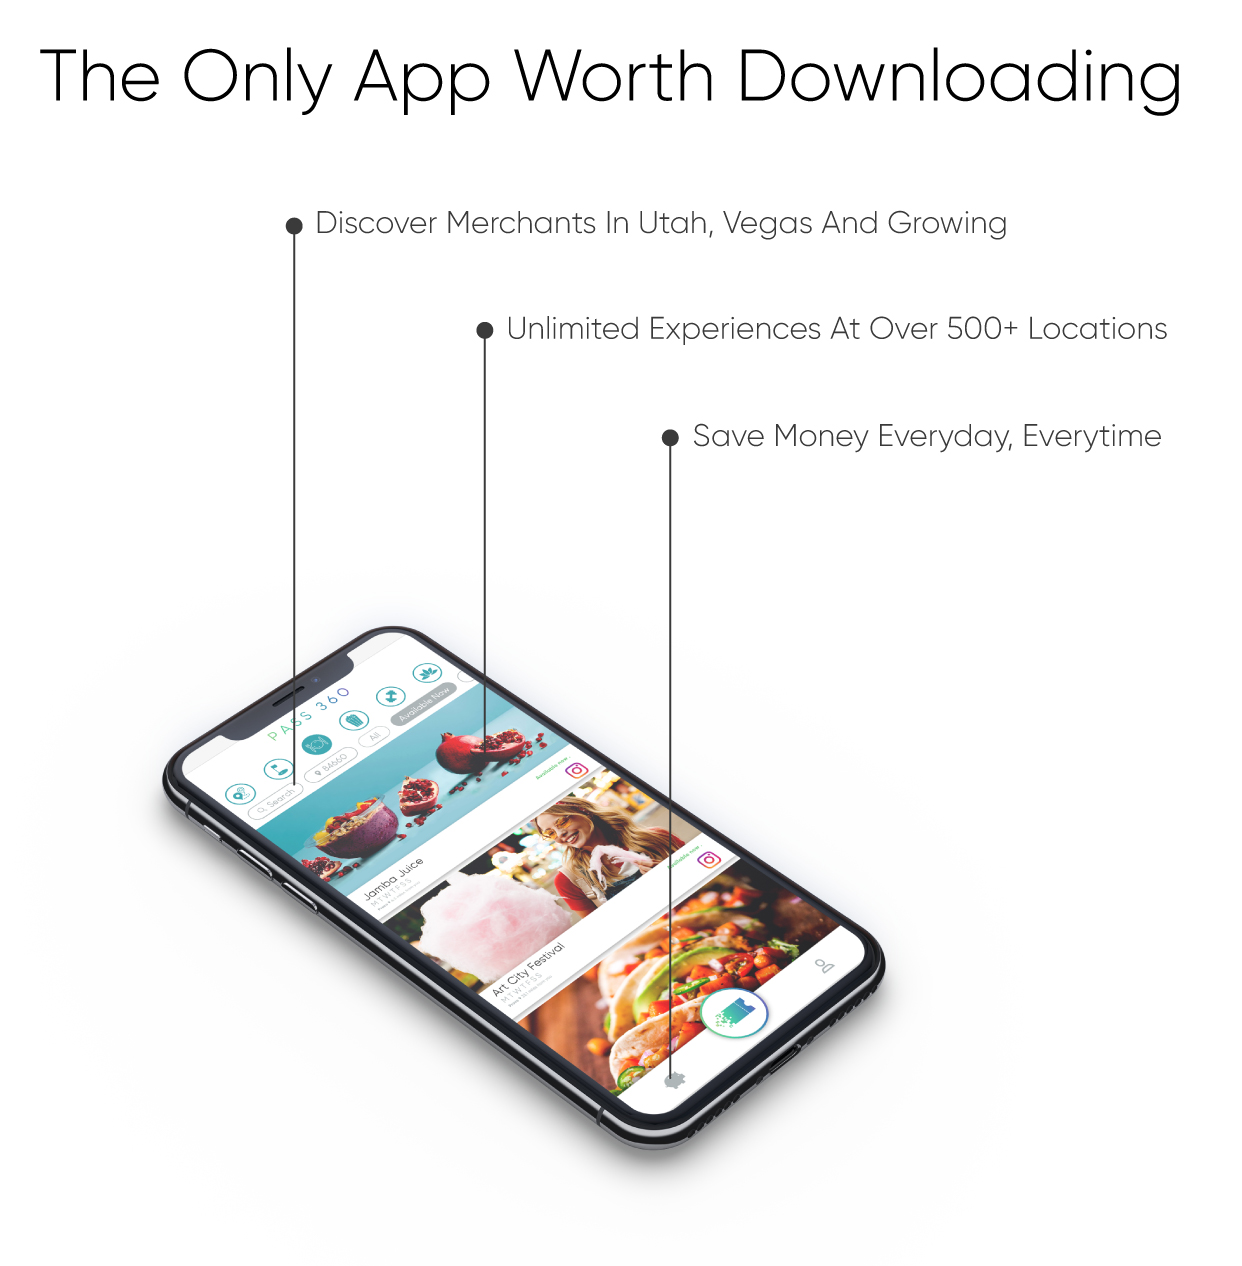 The Only App Worth Downloading
Discover Merchants In Utah, Vegas And Growing
Unlimited Experiences At Over 500+ Locations
Save Money Everyday, Everytime
PASS 360
Available Now
All
84660
Search
Available now
Jamba Juice
M T W T F S S
Available now
Art City Festival
M T W T F S S